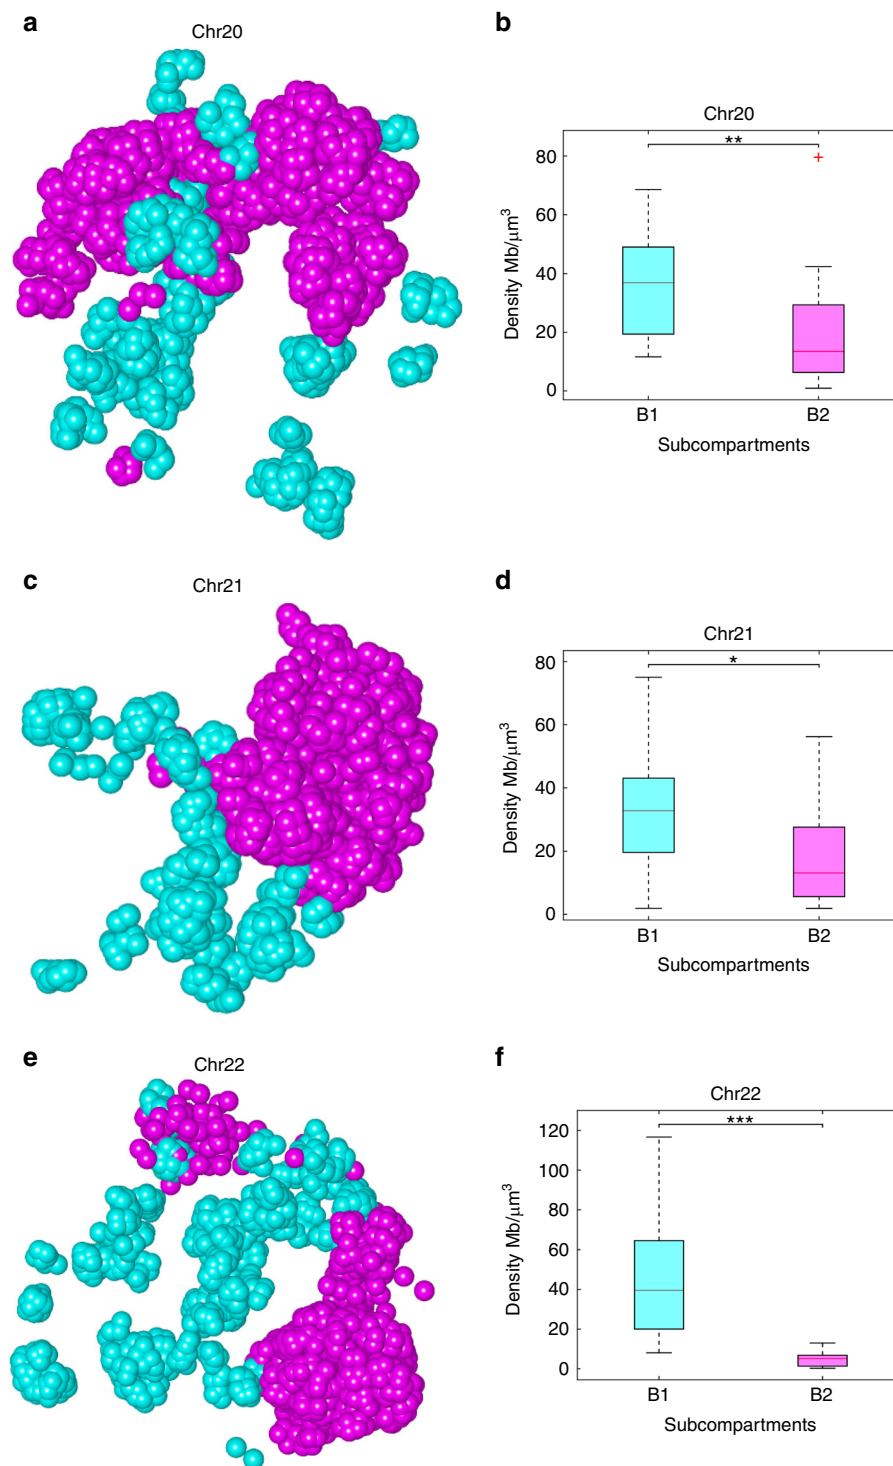 a
Chr20
b
Chr20
**
Density Mb/μm³
80
60
40
20
0
B1 B2
Subcompartments
c
Chr21
d
Chr21
*
Density Mb/μm³
80
60
40
20
0
B1 B2
Subcompartments
e
Chr22
f
Chr22
***
Density Mb/μm³
120
100
80
60
40
20
0
B1 B2
Subcompartments